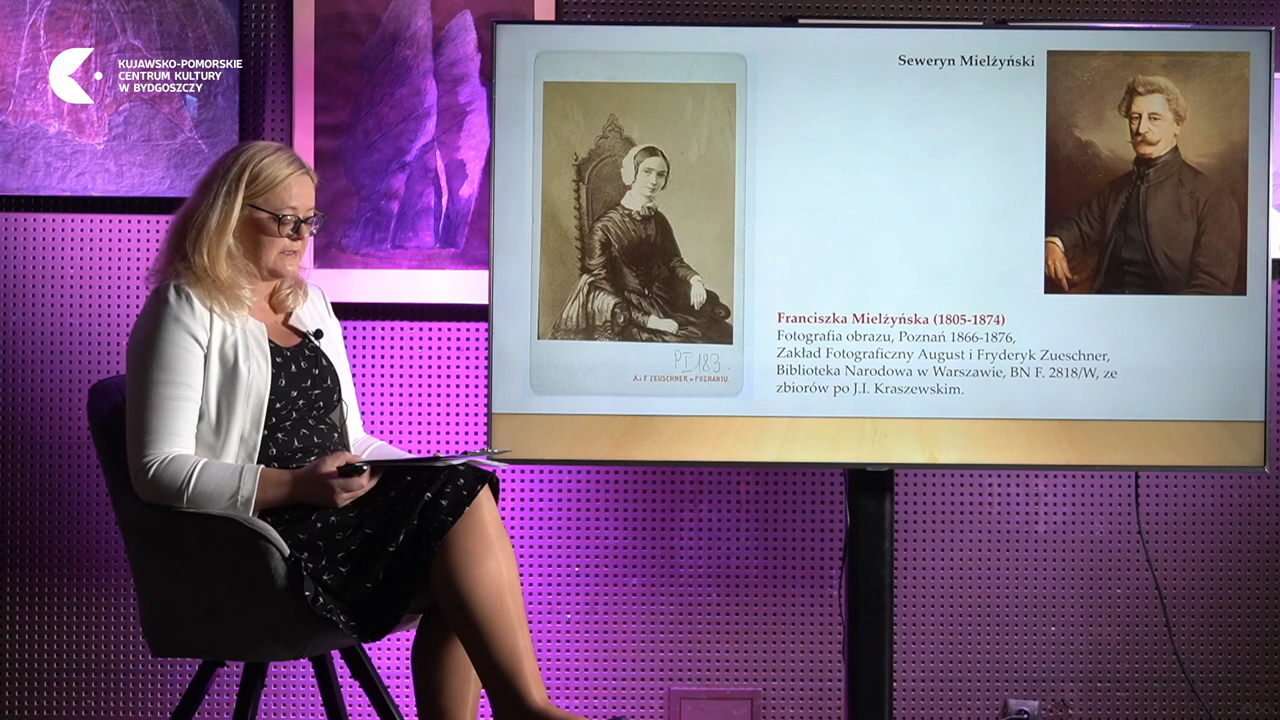 KUJAWSKO-POMORSKIE
CENTRUM KULTURY
W BYDGOSZCZY
Seweryn Mielżyński
PI 183.
A. i F. ZEUSCHNER w POZNANIU.
Franciszka Mielżyńska (1805-1874)
Fotografia obrazu, Poznań 1866-1876,
Zakład Fotograficzny August i Fryderyk Zueschner,
Biblioteka Narodowa w Warszawie, BN F. 2818/W, ze
zbiorów po J.I. Kraszewskim.